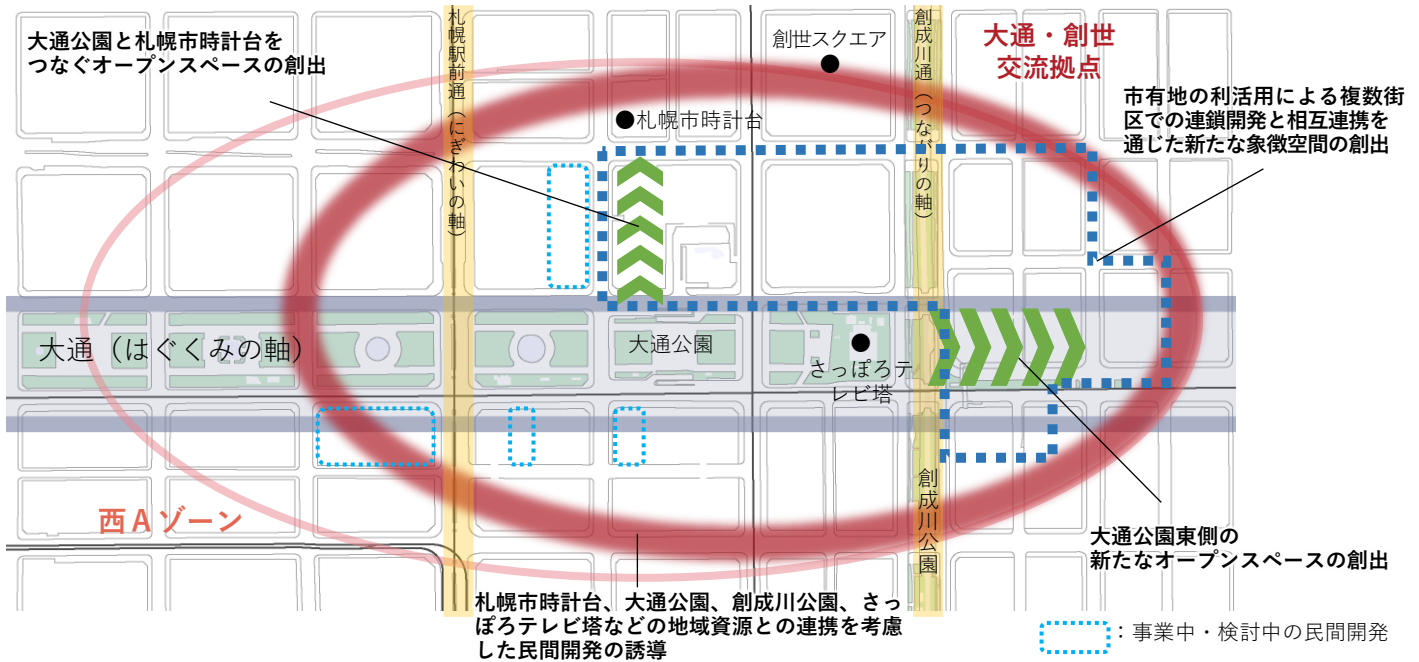 大通公園と札幌市時計台を
つなぐオープンスペースの創出
札幌駅前通（にぎわいの軸）
創世スクエア
創成川通（つながりの軸）
大通・創世
交流拠点
市有地の利活用による複数街
区での連鎖開発と相互連携を
通じた新たな象徴空間の創出
札幌市時計台
大通（はぐくみの軸）
大通公園
さっぽろテ
レビ塔
西Aゾーン
創成川公園
大通公園東側の
新たなオープンスペースの創出
札幌市時計台、大通公園、創成川公園、さっ
ぽろテレビ塔などの地域資源との連携を考慮
した民間開発の誘導
：事業中・検討中の民間開発